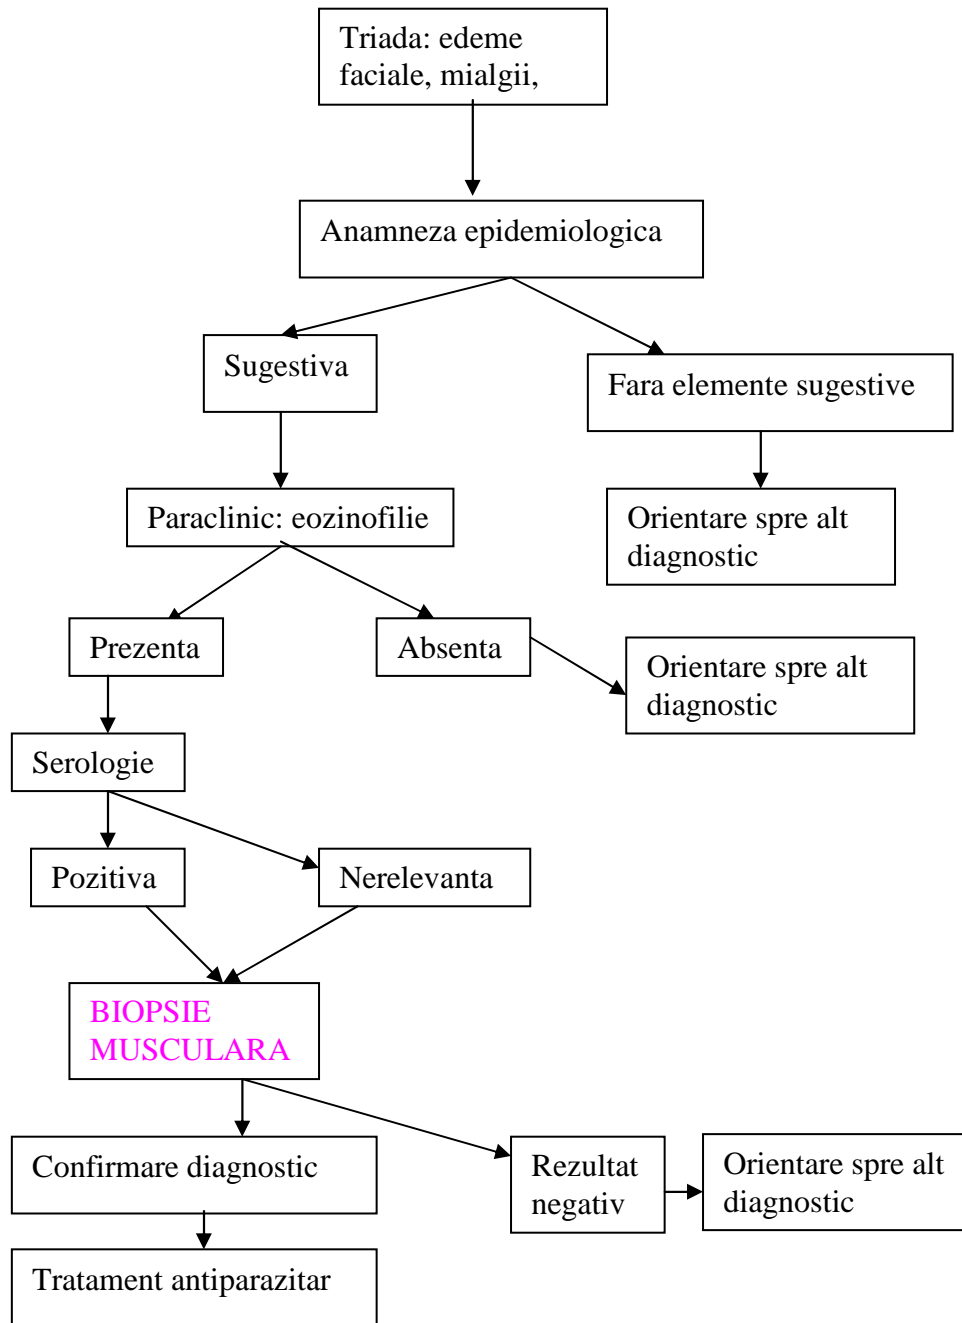 Triada: edeme
faciale, mialgii,
Anamneza epidemiologica
Sugestiva
Fara elemente sugestive
Paraclinic: eozinofilie
Orientare spre alt
diagnostic
Prezenta
Absenta
Orientare spre alt
diagnostic
Serologie
Pozitiva
Nerelevanta
BIOPSIE
MUSCULARA
Confirmare diagnostic
Rezultat
negativ
Orientare spre alt
diagnostic
Tratament antiparazitar